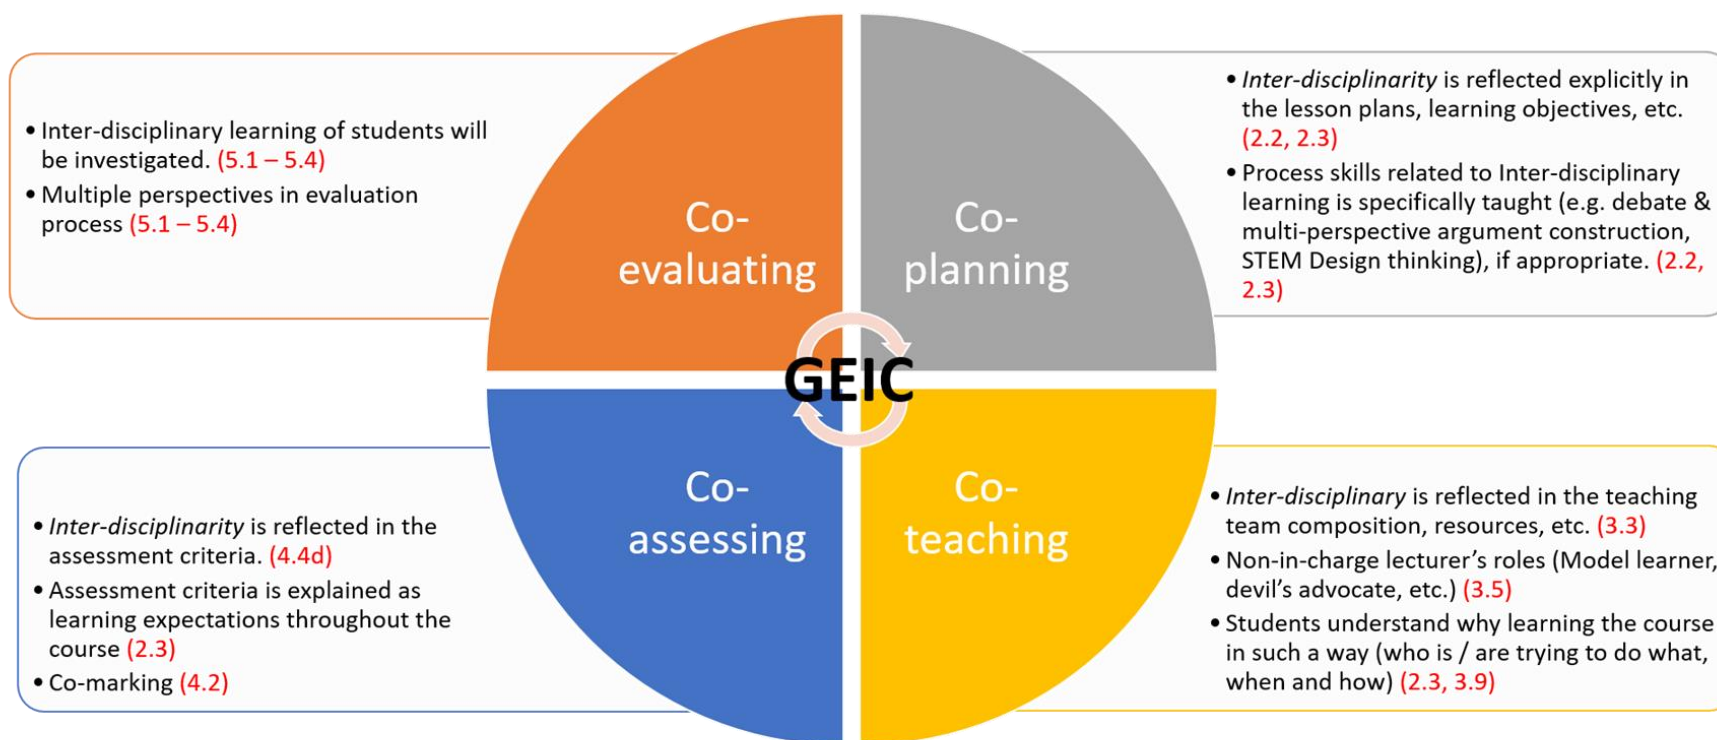 • Inter-disciplinary learning of students will
be investigated. (5.1 – 5.4)
• Multiple perspectives in evaluation
process (5.1 – 5.4)
Co-
evaluating
Co-
planning
• Inter-disciplinarity is reflected explicitly in
the lesson plans, learning objectives, etc.
(2.2, 2.3)
• Process skills related to Inter-disciplinary
learning is specifically taught (e.g. debate &
multi-perspective argument construction,
STEM Design thinking), if appropriate. (2.2,
2.3)
GEIC
• Inter-disciplinarity is reflected in the
assessment criteria. (4.4d)
• Assessment criteria is explained as
learning expectations throughout the
course (2.3)
• Co-marking (4.2)
Co-
assessing
Co-
teaching
• Inter-disciplinary is reflected in the teaching
team composition, resources, etc. (3.3)
• Non-in-charge lecturer’s roles (Model learner,
devil’s advocate, etc.) (3.5)
• Students understand why learning the course
in such a way (who is / are trying to do what,
when and how) (2.3, 3.9)